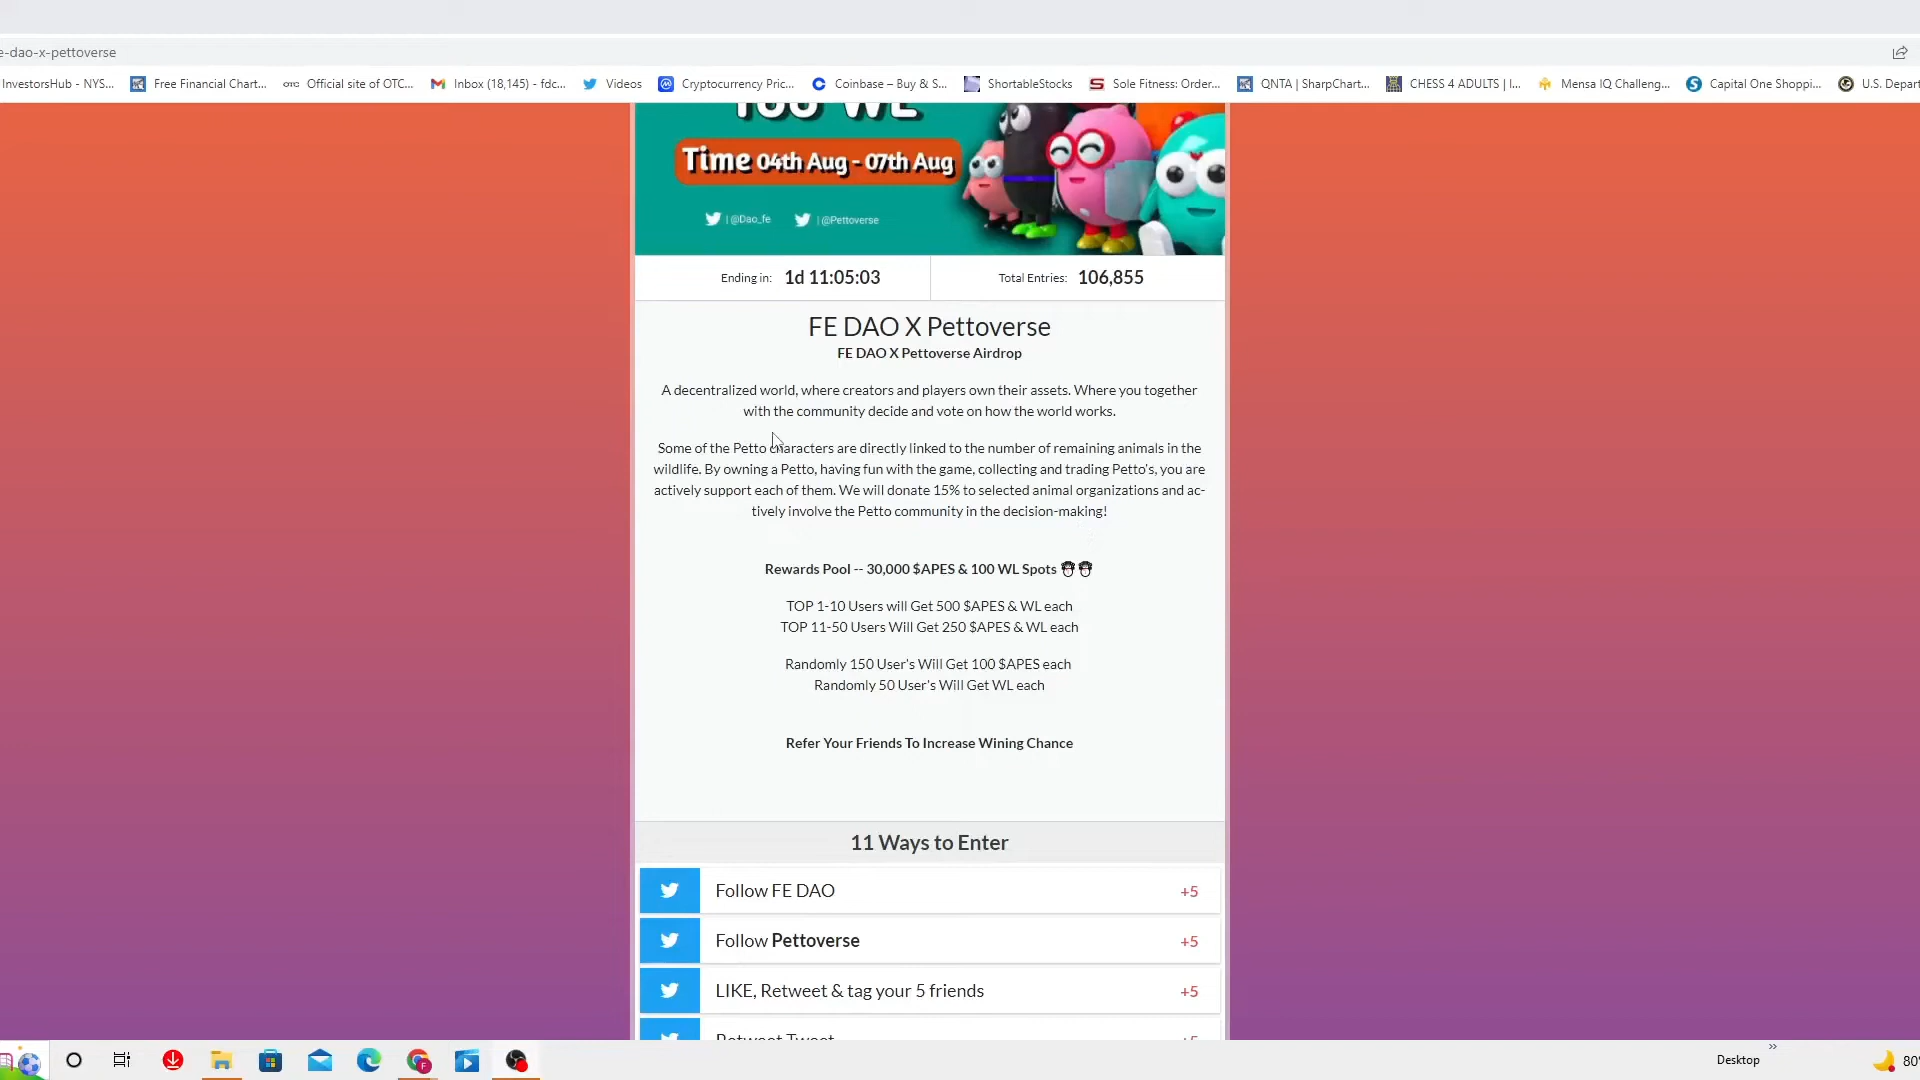 e-dao-x-pettoverse
InvestorsHub - NYS... Free Financial Chart... OTC Official site of OTC... Inbox (18,145) - fdc... Videos Cryptocurrency Pric... Coinbase – Buy & S... ShortableStocks Sole Fitness: Order... QNTA | SharpChart... CHESS 4 ADULTS | I... Mensa IQ Challeng... Capital One Shoppi... U.S. Depart
100 WL
Time 04th Aug - 07th Aug
| @Dao_fe | @Pettoverse
Ending in: 1d 11:05:03 Total Entries: 106,855
FE DAO X Pettoverse
FE DAO X Pettoverse Airdrop
A decentralized world, where creators and players own their assets. Where you together
with the community decide and vote on how the world works.
Some of the Petto characters are directly linked to the number of remaining animals in the
wildlife. By owning a Petto, having fun with the game, collecting and trading Petto's, you are
actively support each of them. We will donate 15% to selected animal organizations and ac-
tively involve the Petto community in the decision-making!
Rewards Pool -- 30,000 $APES & 100 WL Spots
TOP 1-10 Users will Get 500 $APES & WL each
TOP 11-50 Users Will Get 250 $APES & WL each
Randomly 150 User's Will Get 100 $APES each
Randomly 50 User's Will Get WL each
Refer Your Friends To Increase Wining Chance
11 Ways to Enter
Follow FE DAO +5
Follow Pettoverse +5
LIKE, Retweet & tag your 5 friends +5
Retweet Tweet +5
Desktop 80°